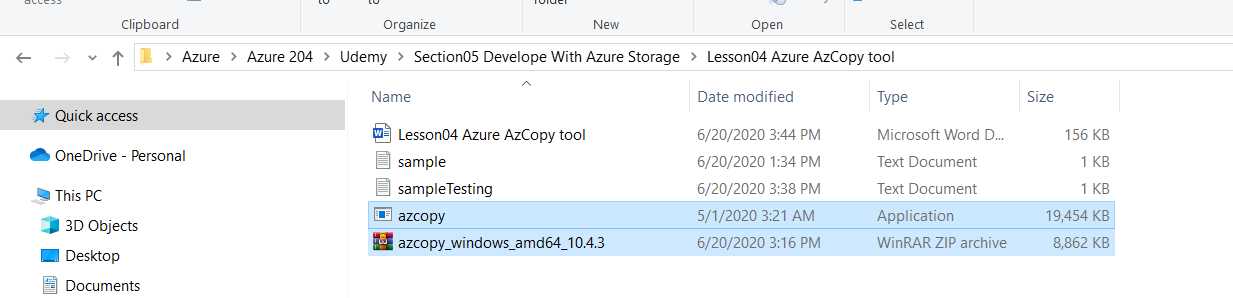 access
to
to
folder
Clipboard
Organize
New
Open
Select
Azure > Azure 204 > Udemy > Section05 Develope With Azure Storage > Lesson04 Azure AzCopy tool
Name Date modified Type Size
Quick access
Lesson04 Azure AzCopy tool 6/20/2020 3:44 PM Microsoft Word D... 156 KB
OneDrive - Personal
sample 6/20/2020 1:34 PM Text Document 1 KB
This PC
sampleTesting 6/20/2020 3:38 PM Text Document 1 KB
3D Objects
azcopy 5/1/2020 3:21 AM Application 19,454 KB
Desktop
azcopy_windows_amd64_10.4.3 6/20/2020 3:16 PM WinRAR ZIP archive 8,862 KB
Documents